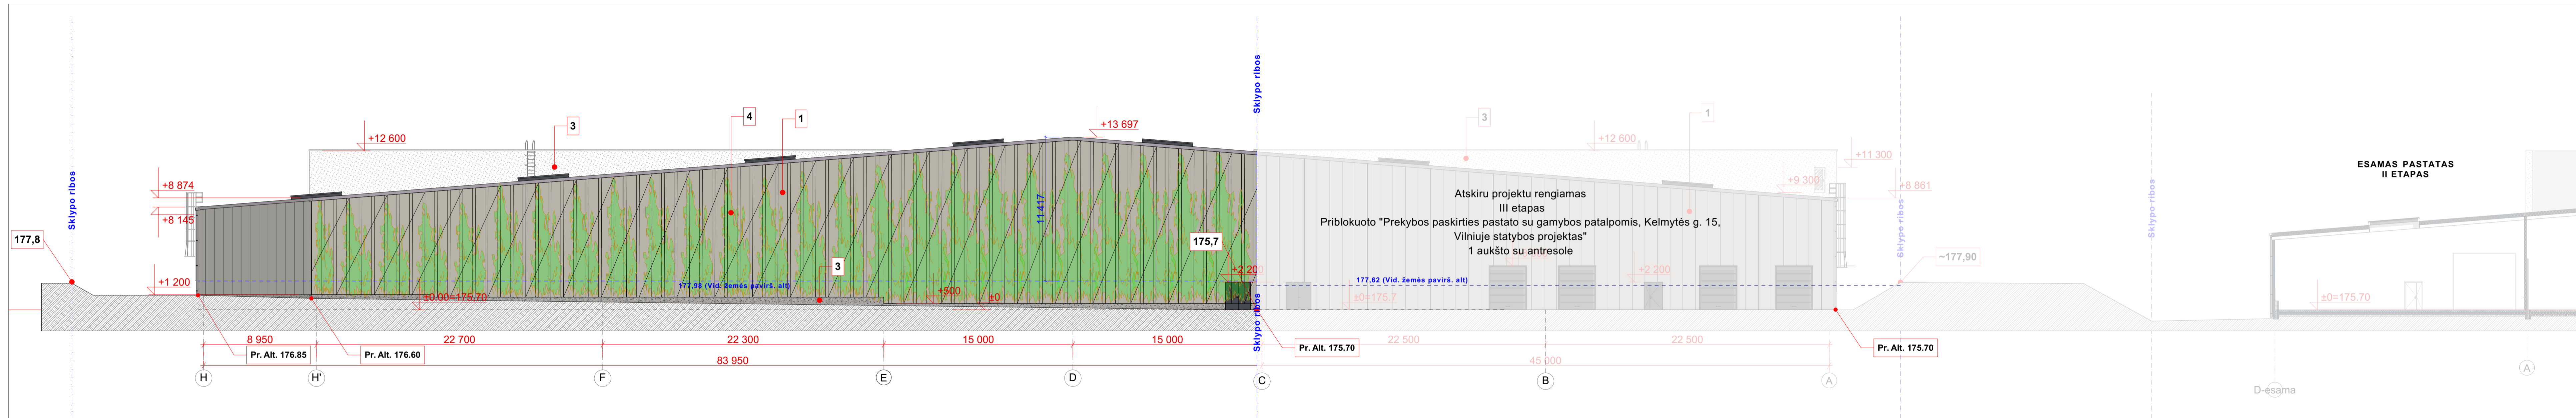 Sklypo ribos
Sklypo ribos
Sklypo ribos
Sklypo ribos
Sklypo ribos
+12 600
3
4
1
+13 697
3
+12 600
1
+11 300
+9 300
+8 861
+8 874
+8 145
177,8
+1 200
11 417
175,7
+2 200
3
177,98 (Vid. žemės pavirš. alt)
±0.00=175.70
+500
±0
Atskiru projektu rengiamas
III etapas
Priblokuoto "Prekybos paskirties pastato su gamybos patalpomis, Kelmytės g. 15,
Vilniuje statybos projektas"
1 aukšto su antresole
177,62 (Vid. žemės pavirš. alt)
±0=175.7
+2 200
~177,90
ESAMAS PASTATAS
II ETAPAS
±0=175.70
8 950
22 700
22 300
15 000
15 000
22 500
22 500
Pr. Alt. 176.85
Pr. Alt. 176.60
Pr. Alt. 175.70
Pr. Alt. 175.70
83 950
45 000
H
H'
F
E
D
C
B
A
D-esama
A